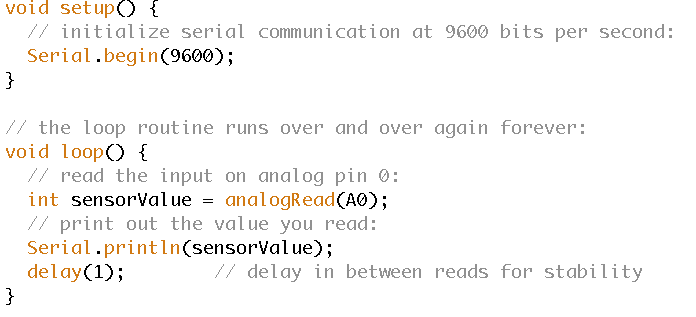 void setup() {
  // initialize serial communication at 9600 bits per second:
  Serial.begin(9600);
}

// the loop routine runs over and over again forever:
void loop() {
  // read the input on analog pin 0:
  int sensorValue = analogRead(A0);
  // print out the value you read:
  Serial.println(sensorValue);
  delay(1);        // delay in between reads for stability
}